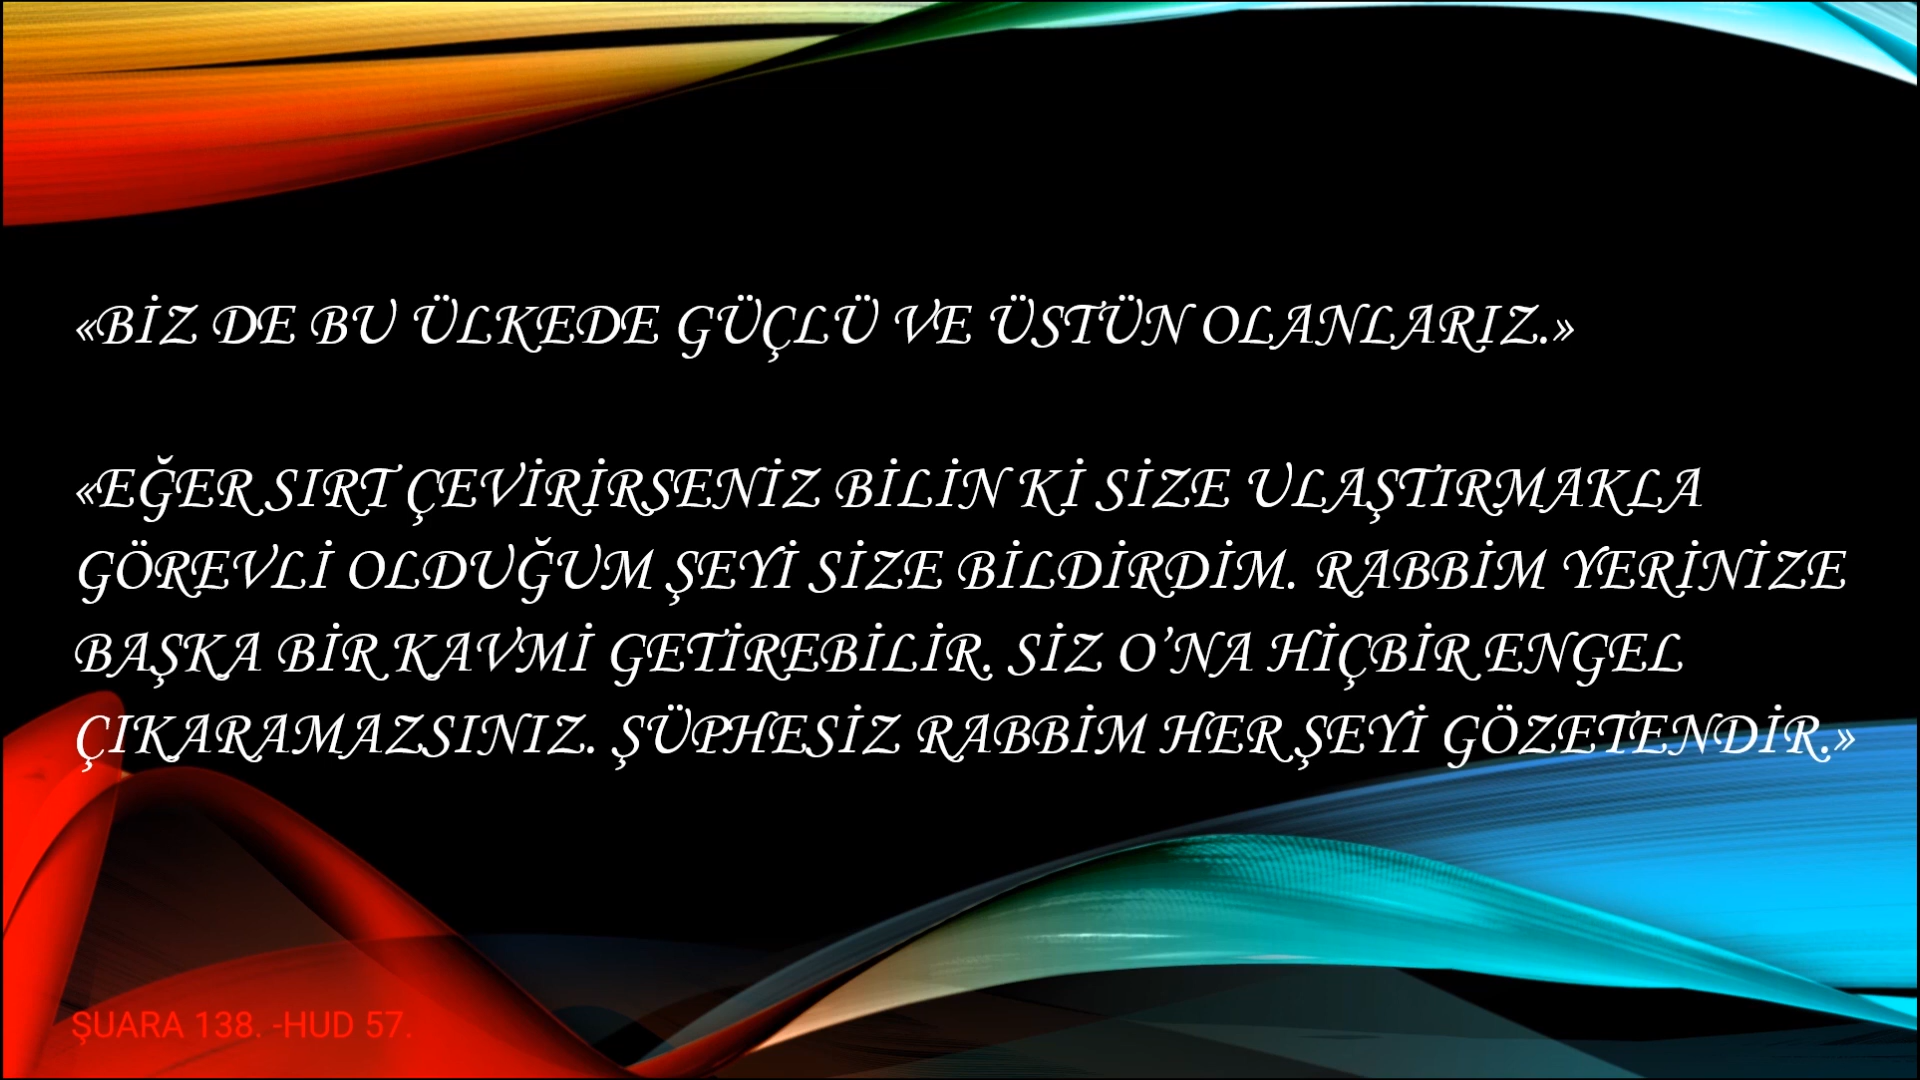 «BİZ DE BU ÜLKEDE GÜÇLÜ VE ÜSTÜN OLANLARIZ.»
«EĞER SIRT ÇEVİRİRSENİZ BİLİN Kİ SİZE ULAŞTIRMAKLA
GÖREVLİ OLDUĞUM ŞEYİ SİZE BİLDİRDİM. RABBİM YERİNİZE
BAŞKA BİR KAVMİ GETİREBİLİR. SİZ O’NA HİÇBİR ENGEL
ÇIKARAMAZSINIZ. ŞÜPHESİZ RABBİM HER ŞEYİ GÖZETENDİR.»
ŞUARA 138. -HUD 57.